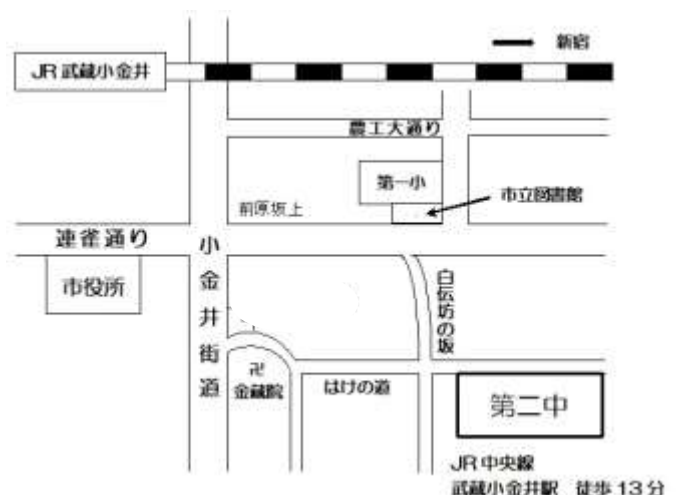 新宿
JR 武蔵小金井
農工大通り
第一小
市立図書館
前原坂上
連雀通り
小金井街道
市役所
白伝坊の坂
卍
金蔵院
はけの道
第二中
JR 中央線
武蔵小金井駅 徒歩 13 分